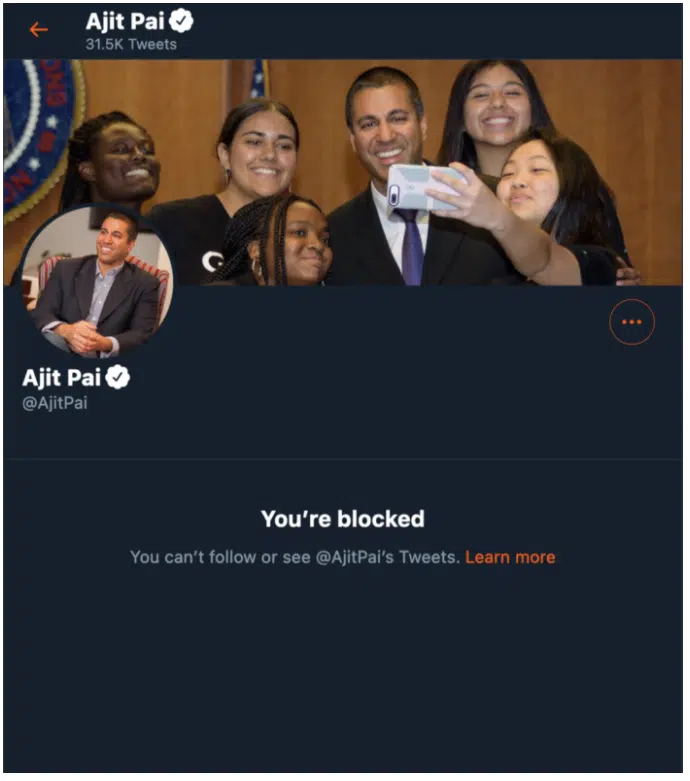 Ajit Pai
31.5K Tweets
Ajit Pai
@AjitPai
You're blocked
You can't follow or see @AjitPai's Tweets. Learn more